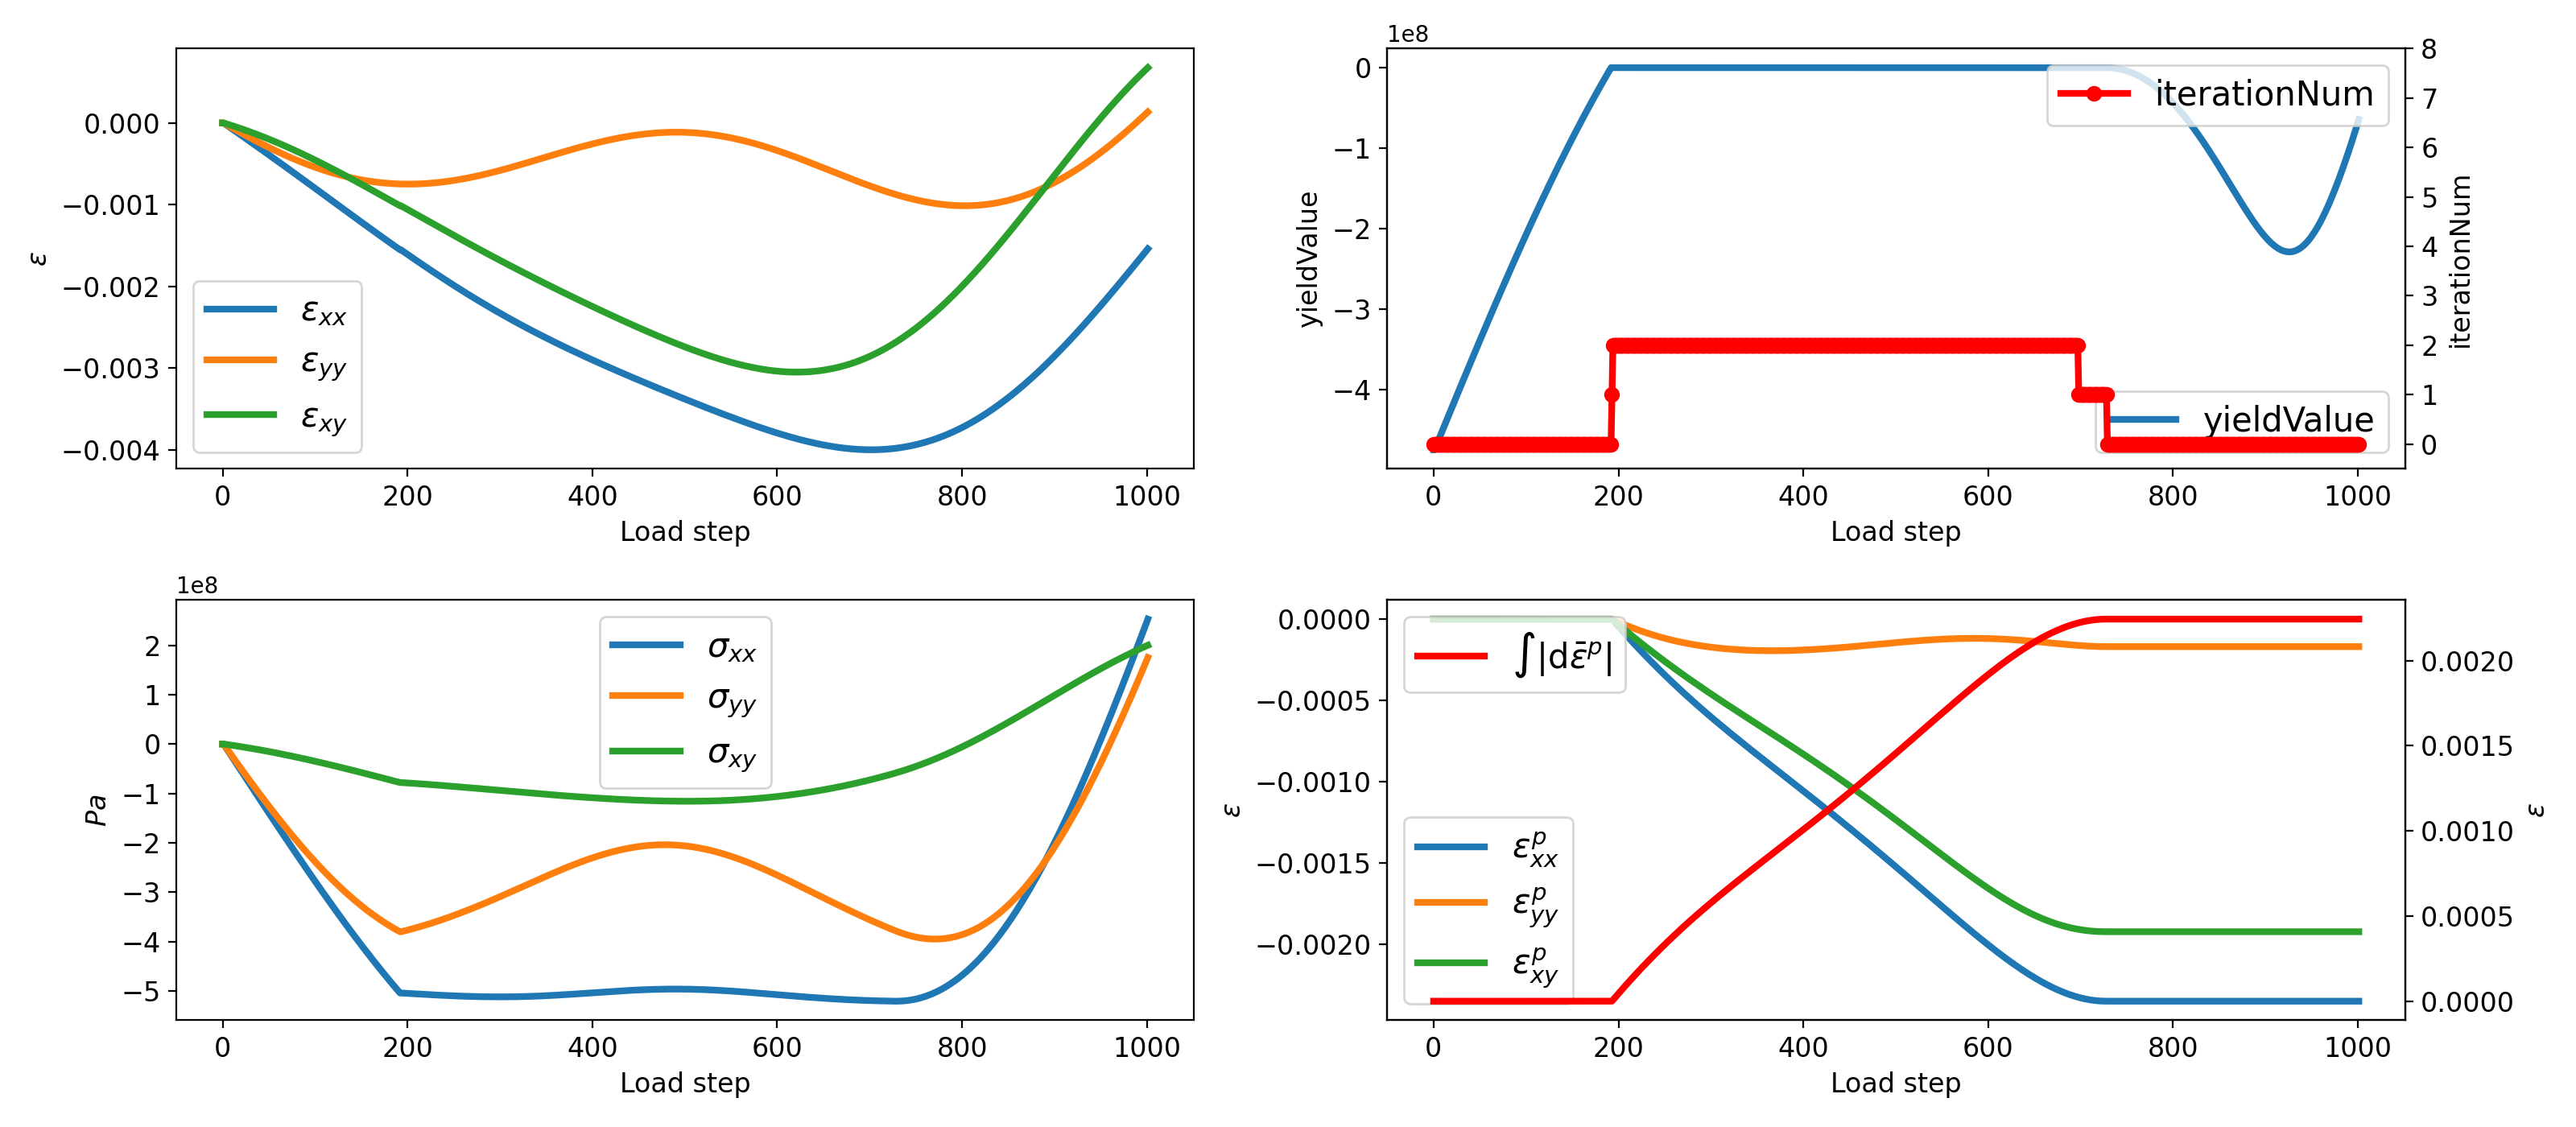 0.000
−0.001
−0.002
−0.003
−0.004
ε
ε_xx
ε_yy
ε_xy
0 200 400 600 800 1000
Load step
1e8
0
−1
−2
−3
−4
yieldValue
iterationNum
yieldValue
8
7
6
5
4
3
2
1
0
iterationNum
0 200 400 600 800 1000
Load step
1e8
2
1
0
−1
−2
−3
−4
−5
Pa
σ_xx
σ_yy
σ_xy
0 200 400 600 800 1000
Load step
0.0000
−0.0005
−0.0010
−0.0015
−0.0020
ε
∫|dε̄^p|
ε^p_xx
ε^p_yy
ε^p_xy
0.0020
0.0015
0.0010
0.0005
0.0000
ε
0 200 400 600 800 1000
Load step